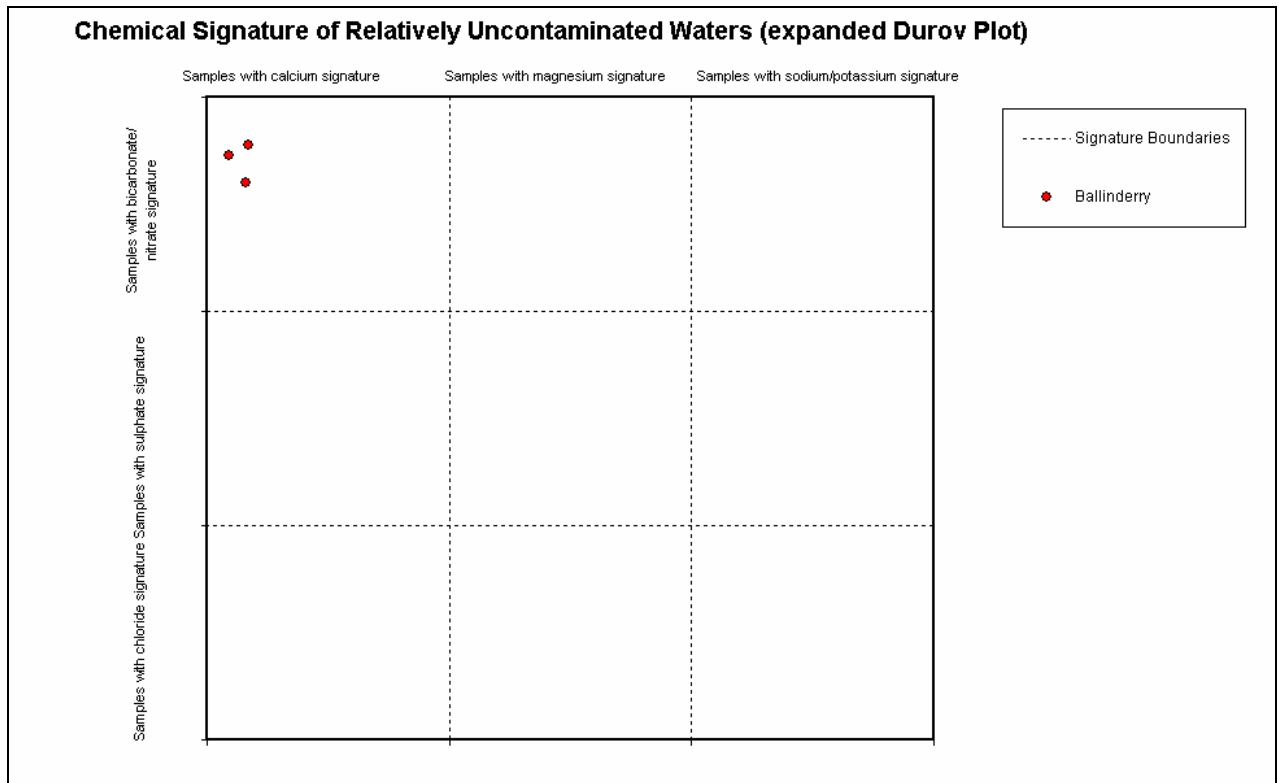 Chemical Signature of Relatively Uncontaminated Waters (expanded Durov Plot)
Samples with calcium signature
Samples with magnesium signature
Samples with sodium/potassium signature
Samples with bicarbonate/
nitrate signature
Samples with sulphate signature
Samples with chloride signature
Signature Boundaries
Ballinderry